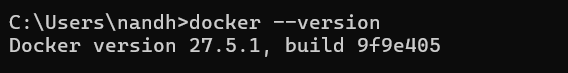 C:\Users\nandh>docker --version
Docker version 27.5.1, build 9f9e405